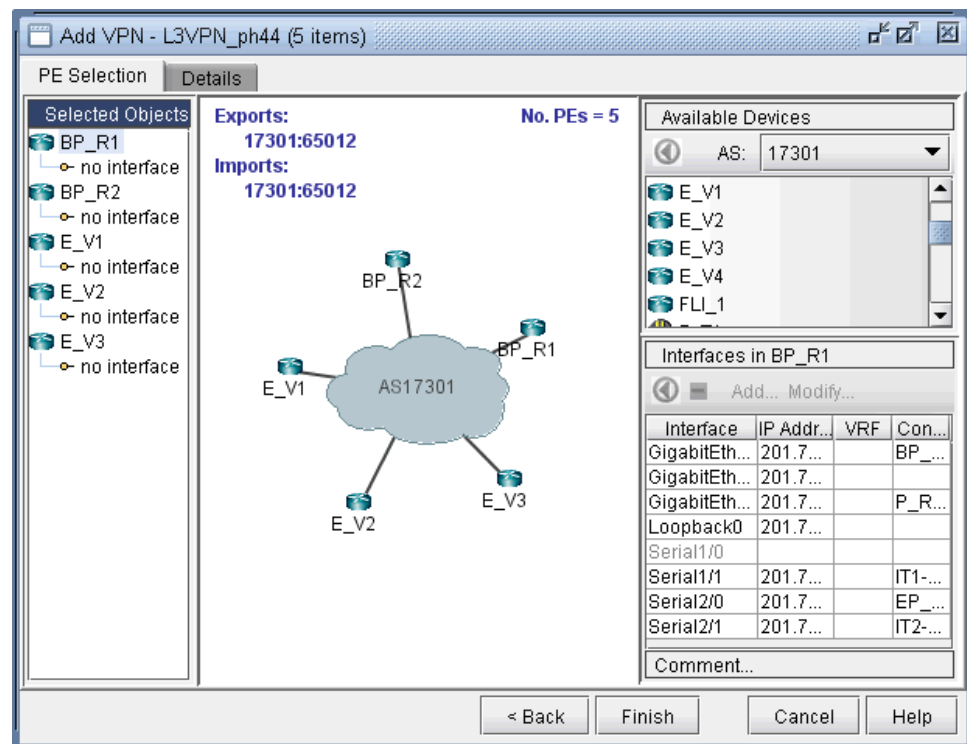 Add VPN - L3VPN_ph44 (5 items)
PE Selection
Details
Selected Objects
BP_R1
no interface
BP_R2
no interface
E_V1
no interface
E_V2
no interface
E_V3
no interface
Exports:
17301:65012
Imports:
17301:65012
No. PEs = 5
BP_R2
BP_R1
E_V1
AS17301
E_V2
E_V3
Available Devices
AS: 17301
E_V1
E_V2
E_V3
E_V4
FLI_1
Interfaces in BP_R1
Add... Modify...
Interface IP Addr... VRF Con...
GigabitEth... 201.7... BP_...
GigabitEth... 201.7...
GigabitEth... 201.7... P_R...
Loopback0 201.7...
Serial1/0
Serial1/1 201.7... IT1-...
Serial2/0 201.7... EP_...
Serial2/1 201.7... IT2-...
Comment...
< Back
Finish
Cancel
Help